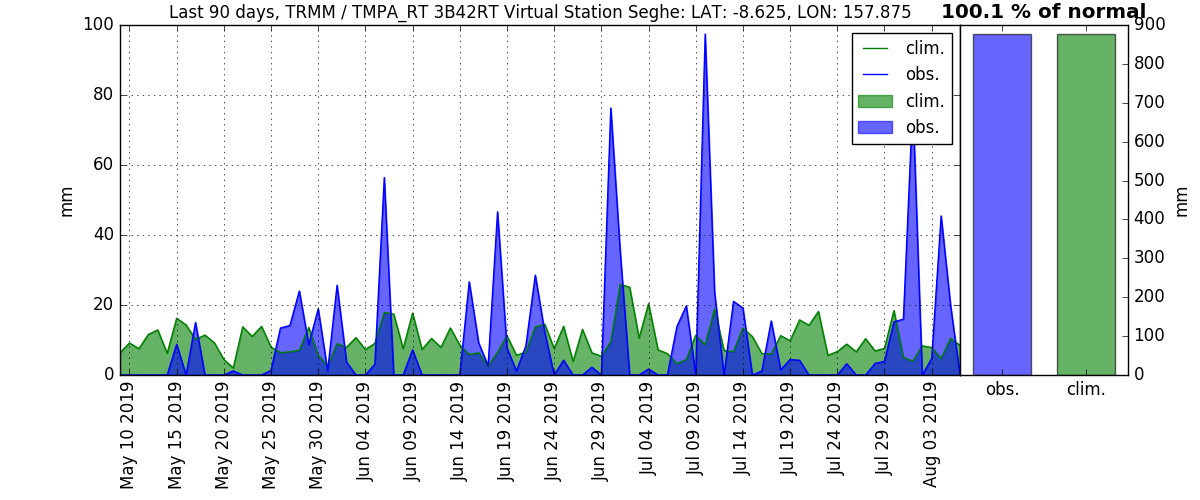 Last 90 days, TRMM / TMPA_RT 3B42RT Virtual Station Seghe: LAT: -8.625, LON: 157.875
100.1 % of normal
100
80
60
40
20
0
mm
clim.
obs.
clim.
obs.
900
800
700
600
500
400
300
200
100
0
mm
obs.
clim.
May 10 2019
May 15 2019
May 20 2019
May 25 2019
May 30 2019
Jun 04 2019
Jun 09 2019
Jun 14 2019
Jun 19 2019
Jun 24 2019
Jun 29 2019
Jul 04 2019
Jul 09 2019
Jul 14 2019
Jul 19 2019
Jul 24 2019
Jul 29 2019
Aug 03 2019